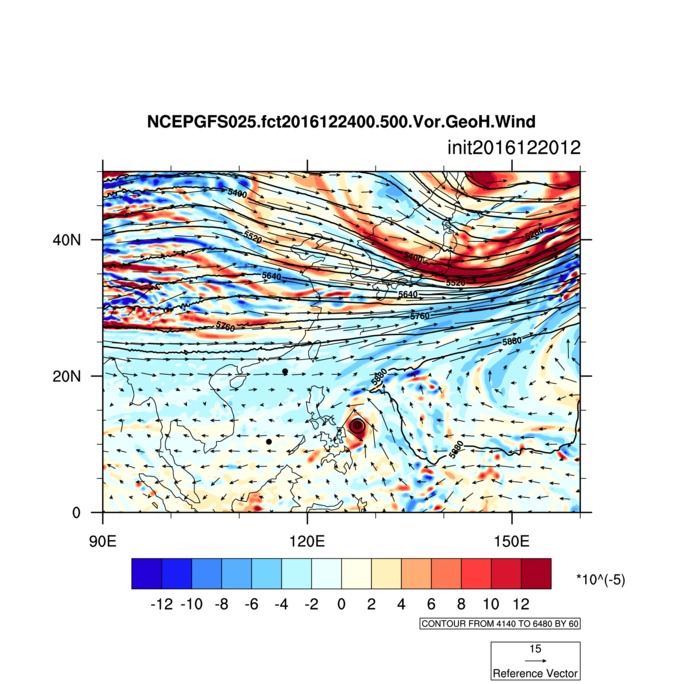 NCEPGFS025.fct2016122400.500.Vor.GeoH.Wind
init2016122012
5400
5520
5640
5760
5400
5520
5640
5760
5880
5880
5880
40N
20N
0
90E 120E 150E
-12 -10 -8 -6 -4 -2 0 2 4 6 8 10 12
*10^(-5)
CONTOUR FROM 4140 TO 6480 BY 60
15
Reference Vector